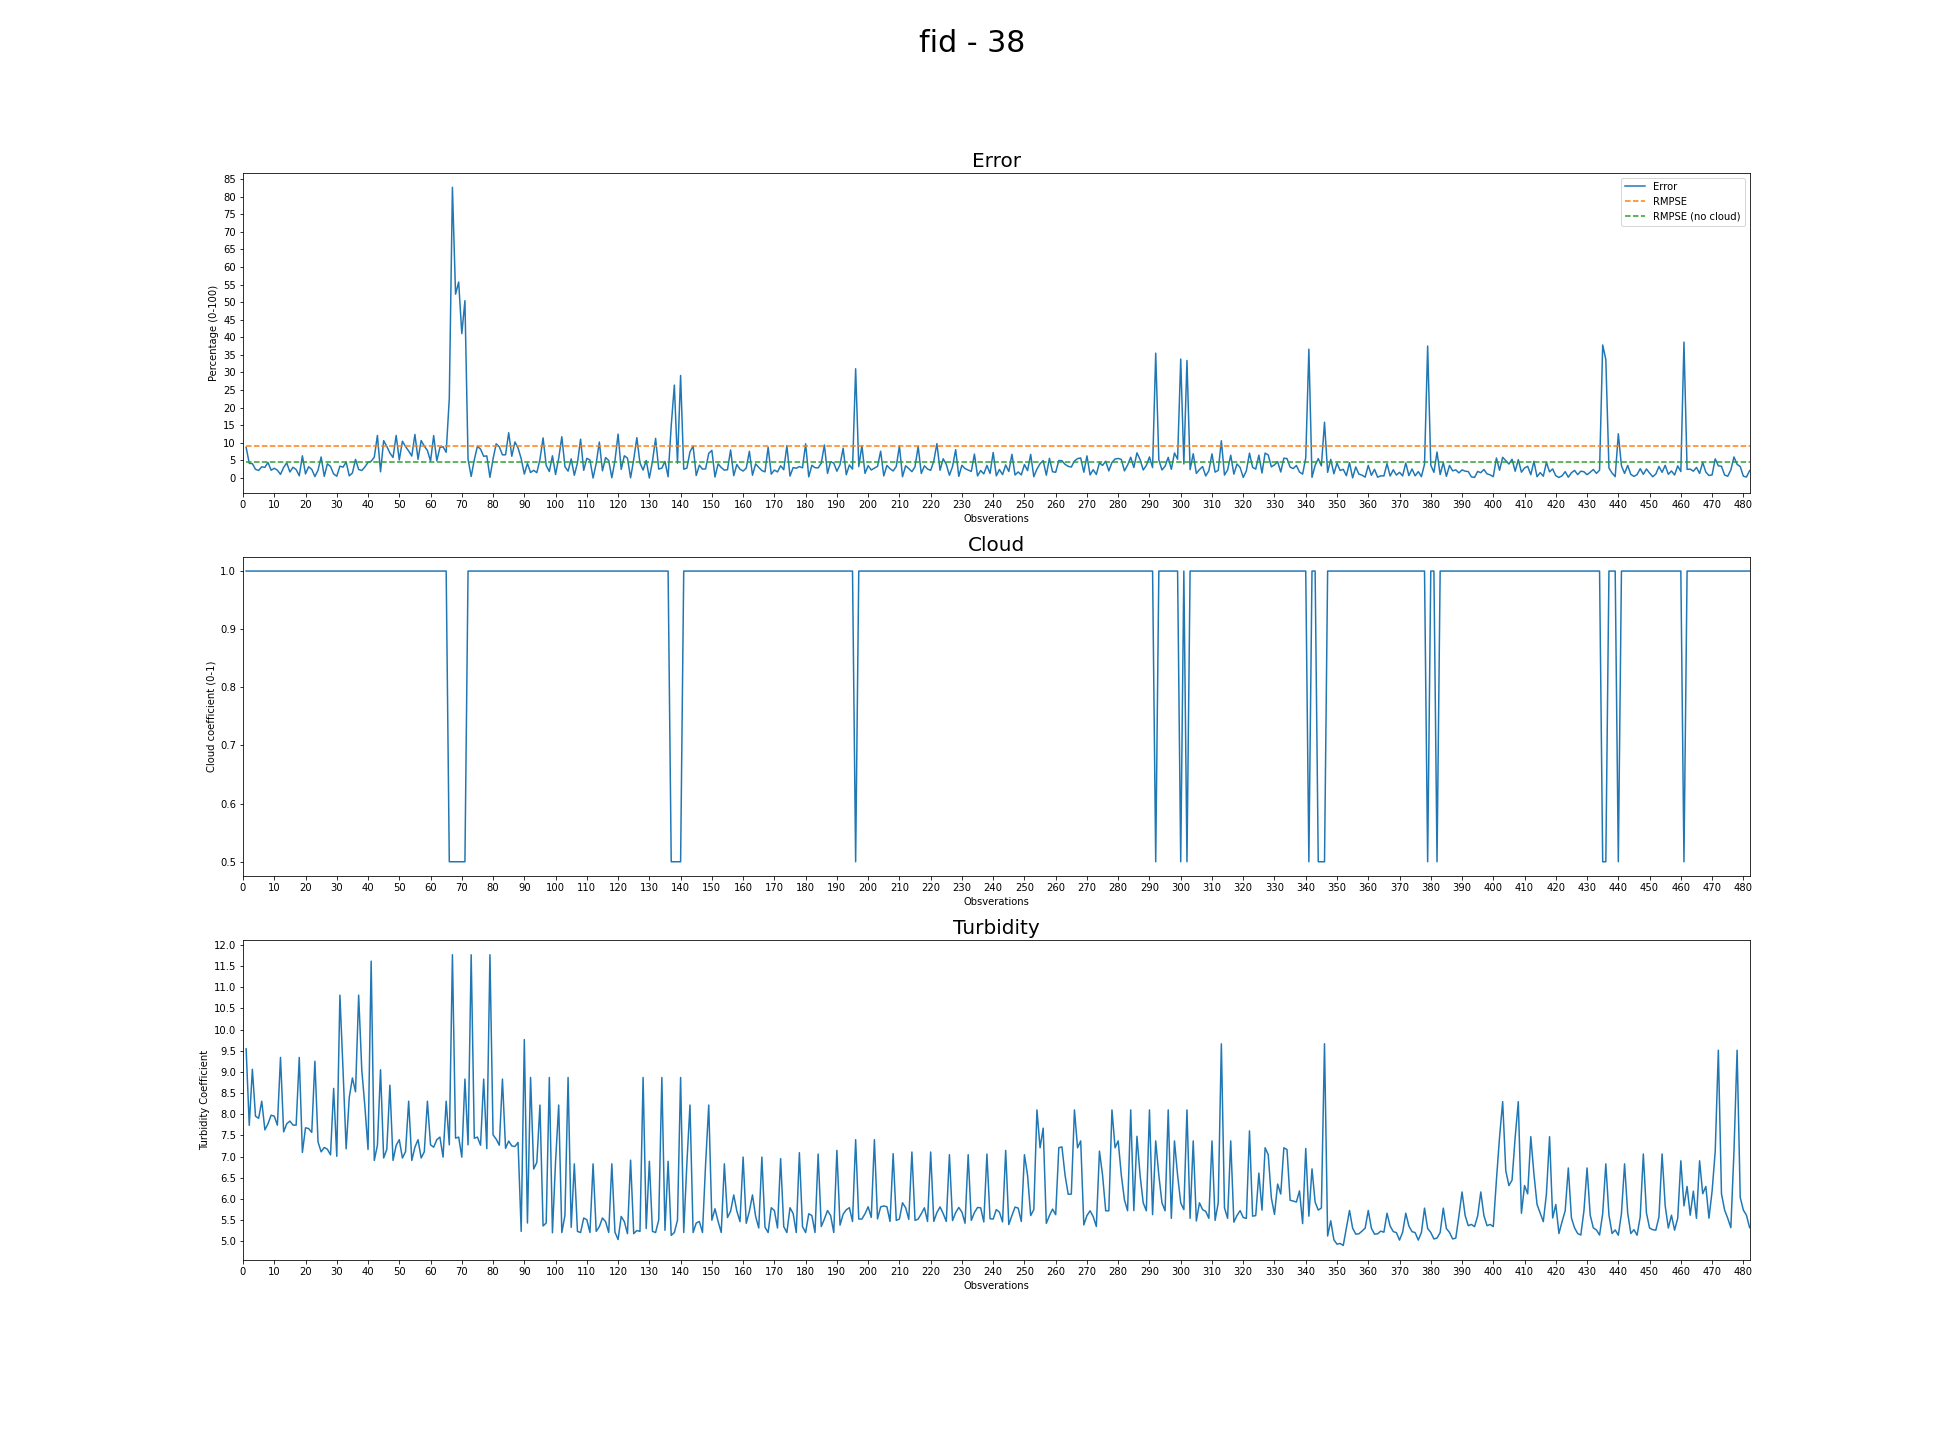 fid - 38
Error
85
80
75
70
65
60
55
50
45
40
35
30
25
20
15
10
5
0
Percentage (0-100)
Error
RMPSE
RMPSE (no cloud)
0 10 20 30 40 50 60 70 80 90 100 110 120 130 140 150 160 170 180 190 200 210 220 230 240 250 260 270 280 290 300 310 320 330 340 350 360 370 380 390 400 410 420 430 440 450 460 470 480
Obsverations
Cloud
1.0
0.9
0.8
0.7
0.6
0.5
Cloud coefficient (0-1)
0 10 20 30 40 50 60 70 80 90 100 110 120 130 140 150 160 170 180 190 200 210 220 230 240 250 260 270 280 290 300 310 320 330 340 350 360 370 380 390 400 410 420 430 440 450 460 470 480
Obsverations
Turbidity
12.0
11.5
11.0
10.5
10.0
9.5
9.0
8.5
8.0
7.5
7.0
6.5
6.0
5.5
5.0
Turbidity Coefficient
0 10 20 30 40 50 60 70 80 90 100 110 120 130 140 150 160 170 180 190 200 210 220 230 240 250 260 270 280 290 300 310 320 330 340 350 360 370 380 390 400 410 420 430 440 450 460 470 480
Obsverations